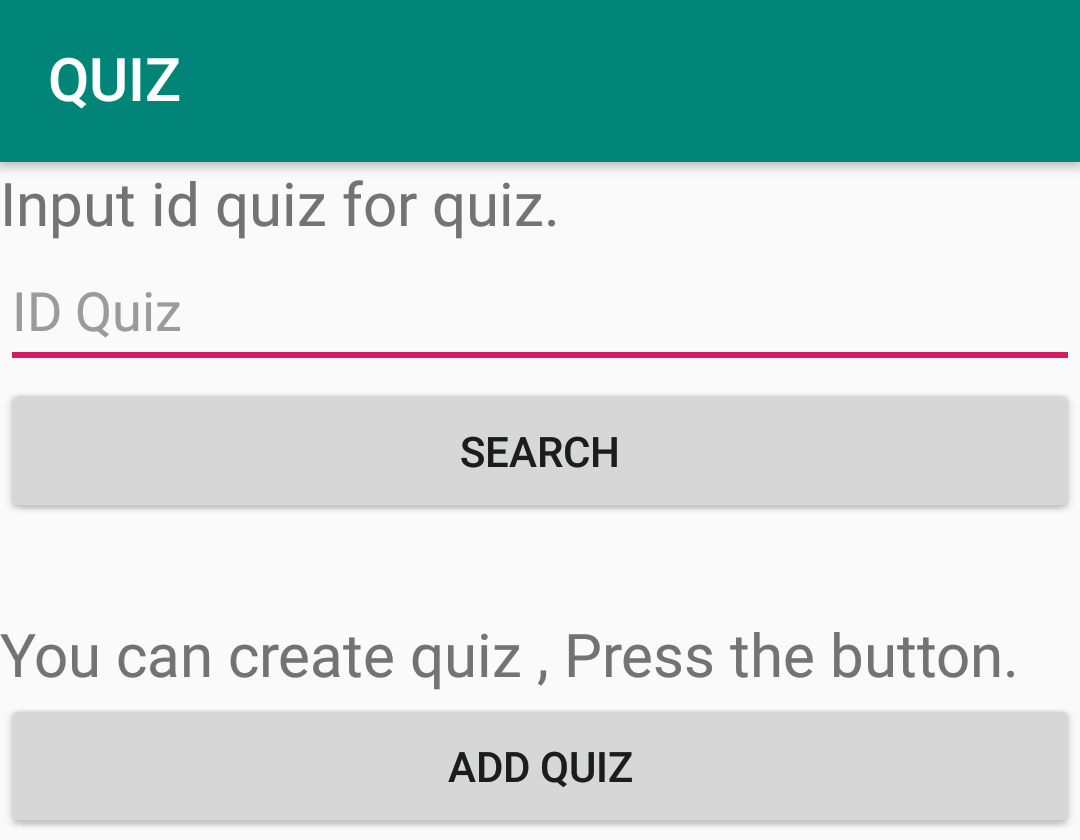 QUIZ
Input id quiz for quiz.
ID Quiz
SEARCH
You can create quiz , Press the button.
ADD QUIZ